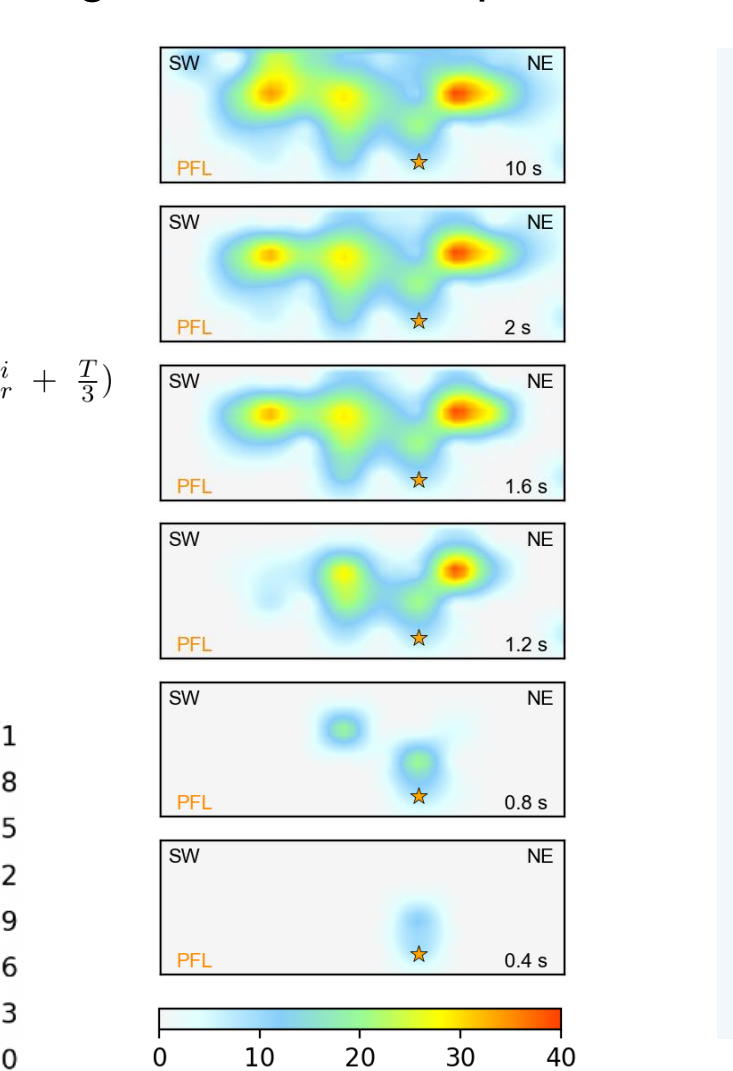 SW NE
PFL 10 s
SW NE
PFL 2 s
SW NE
i/r + T/3)
PFL 1.6 s
SW NE
PFL 1.2 s
SW NE
1
8
PFL 0.8 s
5
SW NE
2
9
PFL 0.4 s
6
3
0
0 10 20 30 40